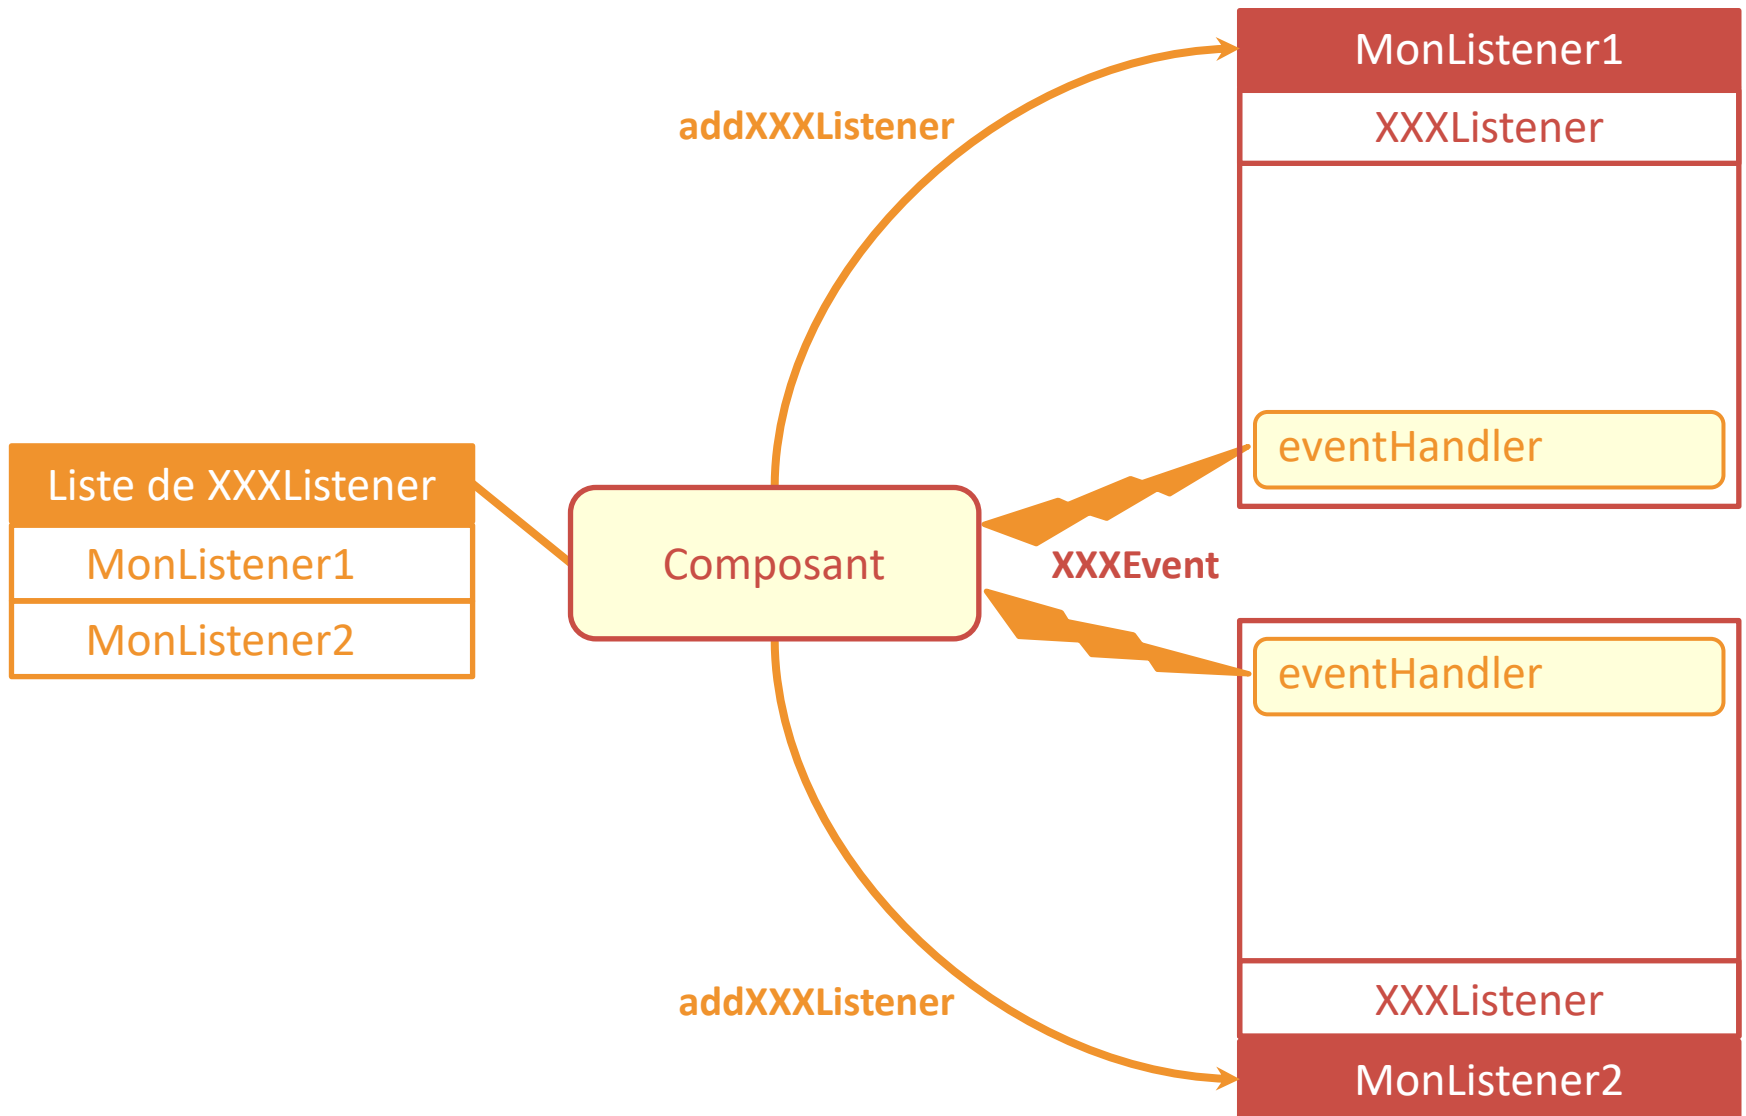 MonListener1
XXXListener
addXXXListener
eventHandler
Liste de XXXListener
MonListener1
MonListener2
Composant
XXXEvent
eventHandler
addXXXListener
XXXListener
MonListener2